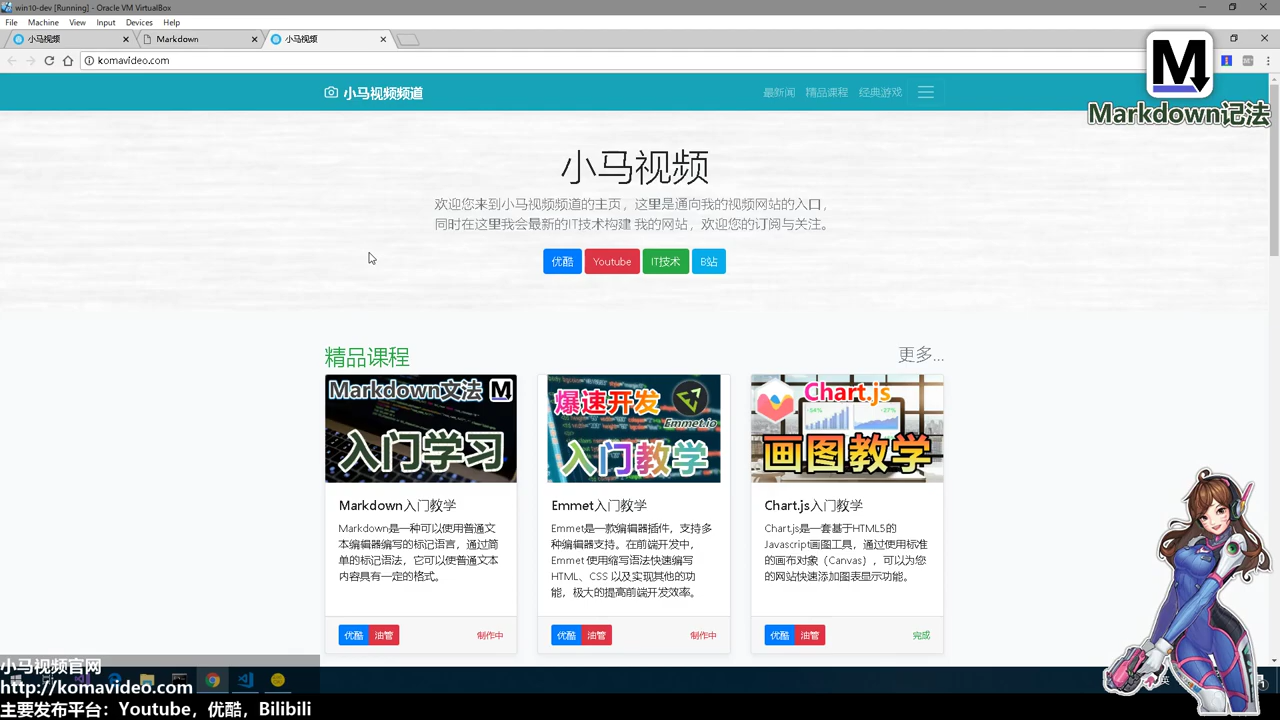 win10-dev [Running] - Oracle VM VirtualBox
File Machine View Input Devices Help
小马视频 Markdown 小马视频
komavideo.com
小马视频频道 最新闻 精品课程 经典游戏
Markdown记法
小马视频
欢迎您来到小马视频频道的主页，这里是通向我的视频网站的入口，
同时在这里我会最新的IT技术构建 我的网站，欢迎您的订阅与关注。
优酷 Youtube IT技术 B站
精品课程 更多...
Markdown文法
入门学习
爆速开发
Emmet.io
入门教学
Chart.js
画图教学
Markdown入门教学
Markdown是一种可以使用普通文
本编辑器编写的标记语言，通过简
单的标记语法，它可以使普通文本
内容具有一定的格式。
优酷 油管 制作中
Emmet入门教学
Emmet是一款编辑器插件，支持多
种编辑器支持。在前端开发中，
Emmet 使用缩写语法快速编写
HTML、CSS 以及实现其他的功
能，极大的提高前端开发效率。
优酷 油管 制作中
Chart.js入门教学
Chart.js是一套基于HTML5的
Javascript画图工具，通过使用标准
的画布对象（Canvas），可以为您
的网站快速添加图表显示功能。
优酷 油管 完成
小马视频官网
http://komavideo.com
主要发布平台：Youtube，优酷，Bilibili
英